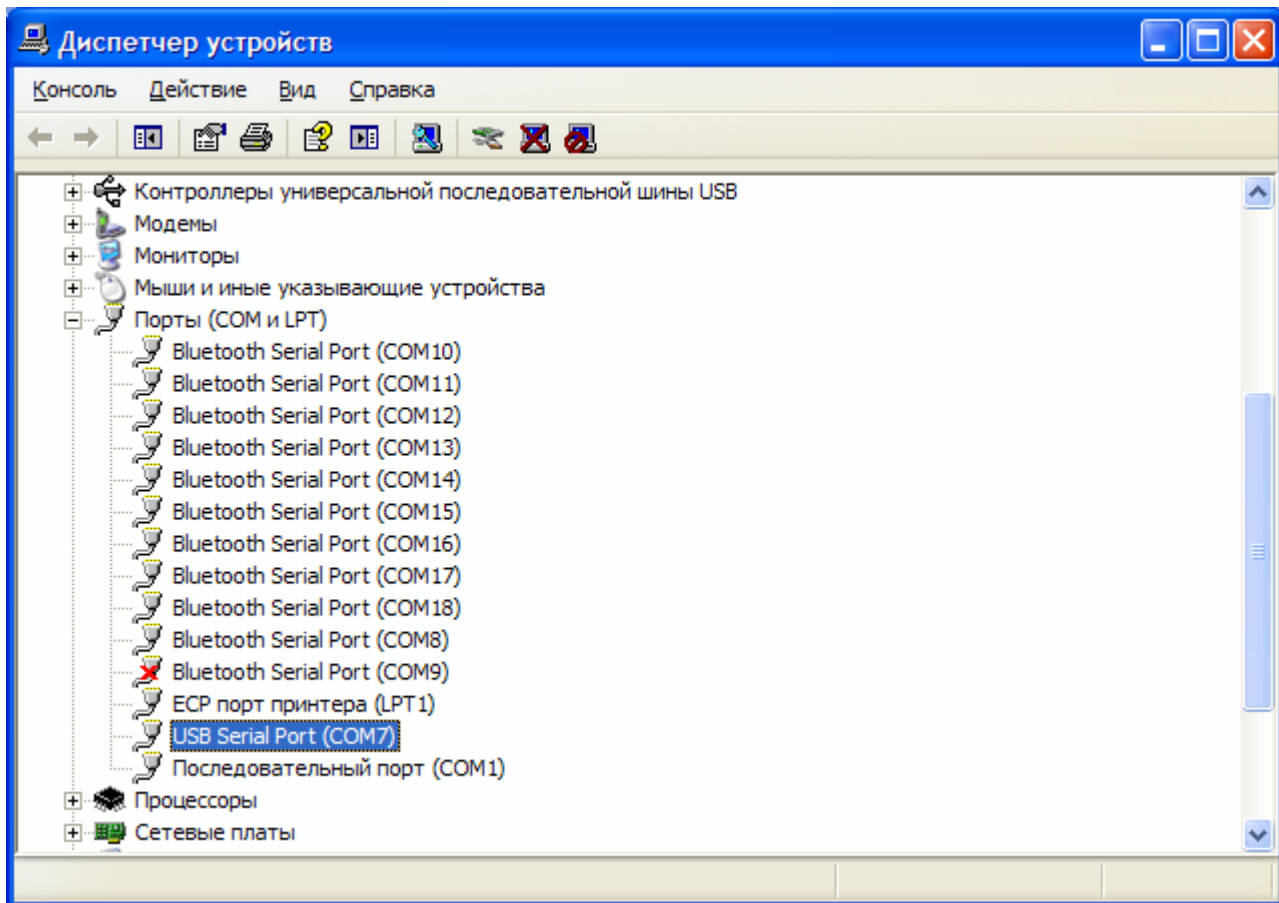 Диспетчер устройств
Консоль Действие Вид Справка
Контроллеры универсальной последовательной шины USB
Модемы
Мониторы
Мыши и иные указывающие устройства
Порты (COM и LPT)
Bluetooth Serial Port (COM10)
Bluetooth Serial Port (COM11)
Bluetooth Serial Port (COM12)
Bluetooth Serial Port (COM13)
Bluetooth Serial Port (COM14)
Bluetooth Serial Port (COM15)
Bluetooth Serial Port (COM16)
Bluetooth Serial Port (COM17)
Bluetooth Serial Port (COM18)
Bluetooth Serial Port (COM8)
Bluetooth Serial Port (COM9)
ECP порт принтера (LPT1)
USB Serial Port (COM7)
Последовательный порт (COM1)
Процессоры
Сетевые платы